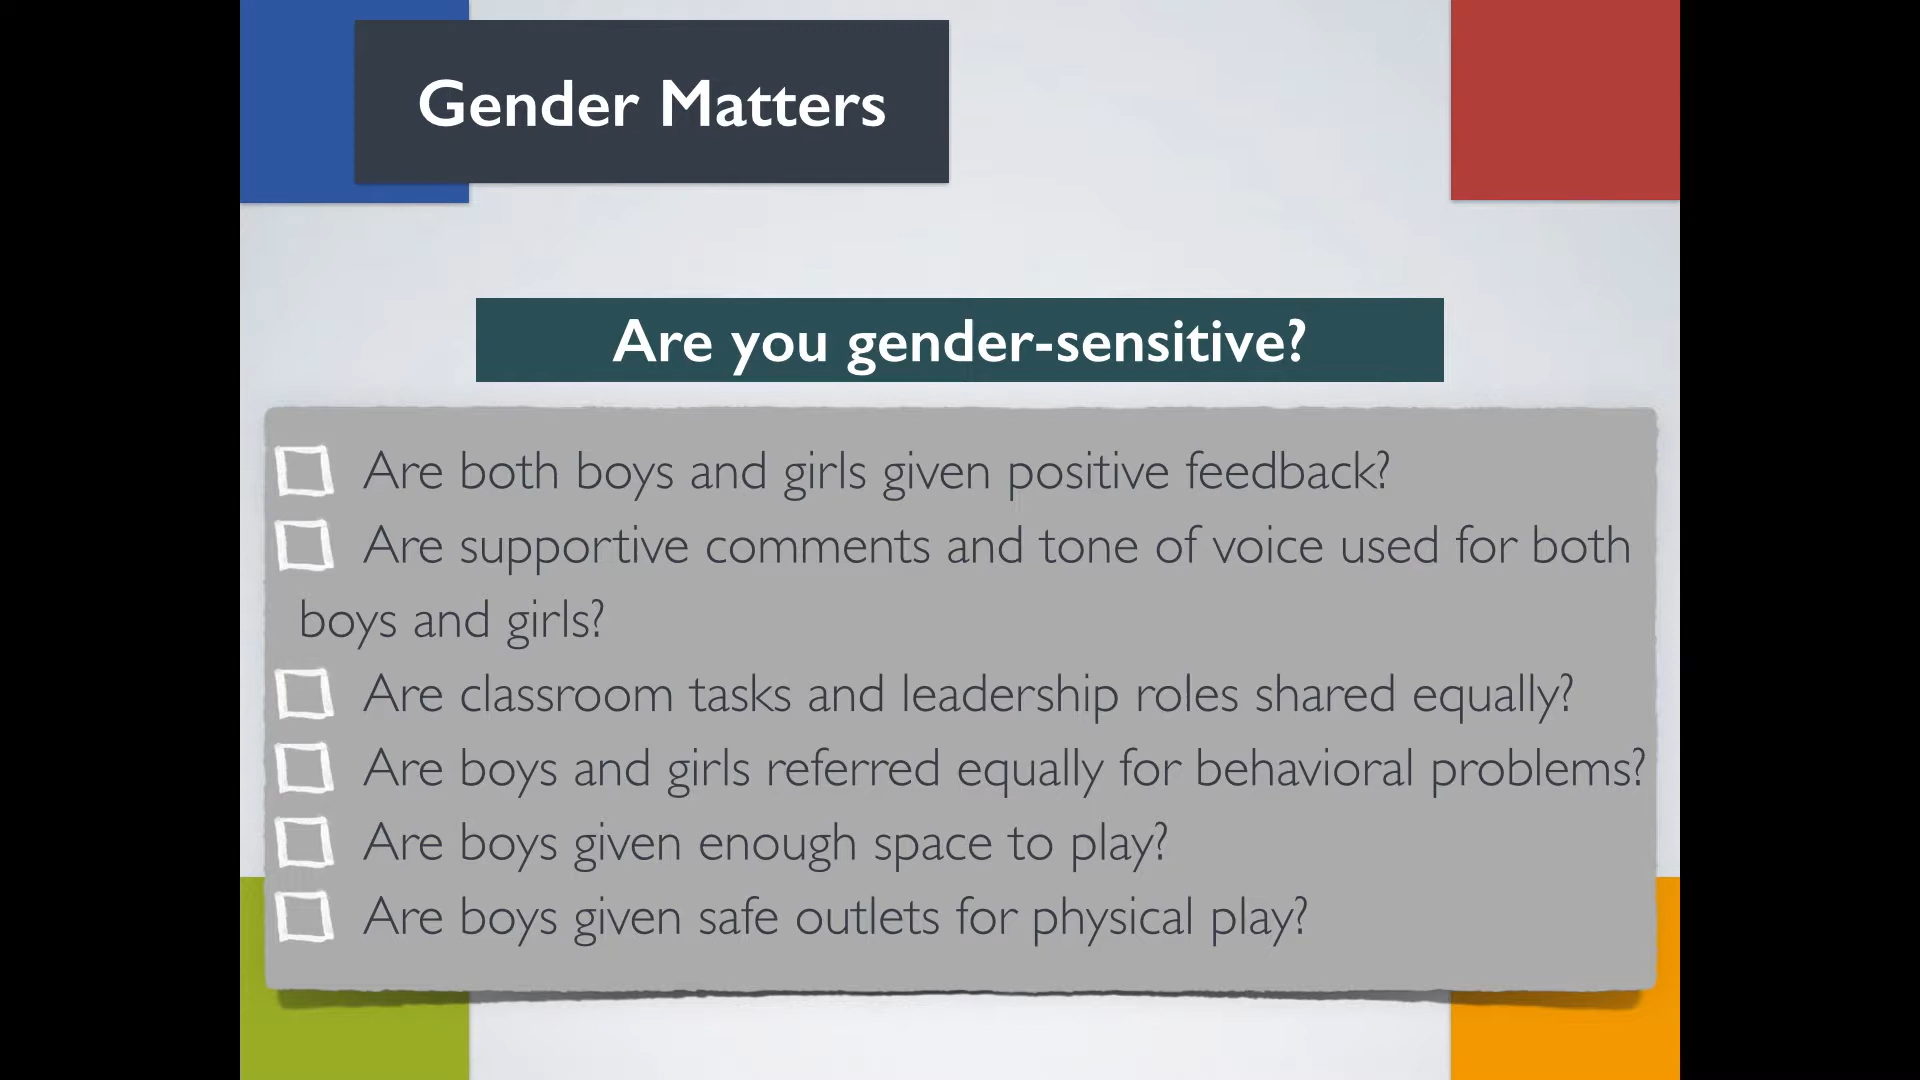 Gender Matters
Are you gender-sensitive?
Are both boys and girls given positive feedback?
Are supportive comments and tone of voice used for both
boys and girls?
Are classroom tasks and leadership roles shared equally?
Are boys and girls referred equally for behavioral problems?
Are boys given enough space to play?
Are boys given safe outlets for physical play?